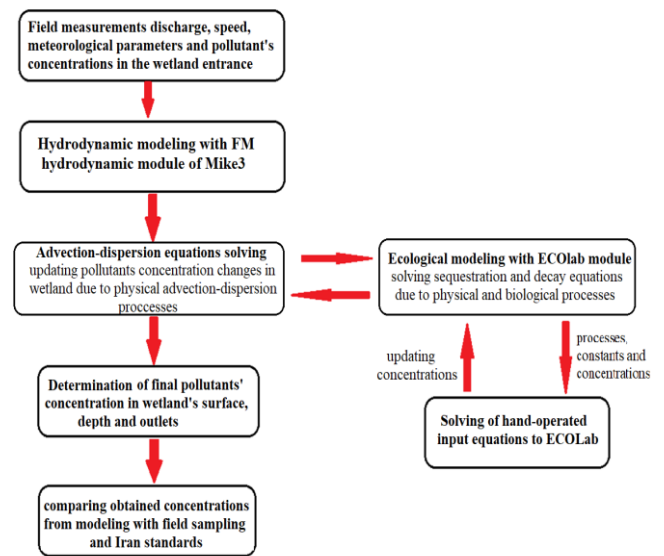 Field measurements discharge, speed,
meteorological parameters and pollutant's
concentrations in the wetland entrance
Hydrodynamic modeling with FM
hydrodynamic module of Mike3
Advection-dispersion equations solving
updating pollutants concentration changes in
wetland due to physical advection-dispersion
proccesses
Ecological modeling with ECOlab module
solving sequestration and decay equations
due to physical and biological processes
updating
concentrations
processes,
constants and
concentrations
Solving of hand-operated
input equations to ECOLab
Determination of final pollutants'
concentration in wetland's surface,
depth and outlets
comparing obtained concentrations
from modeling with field sampling
and Iran standards